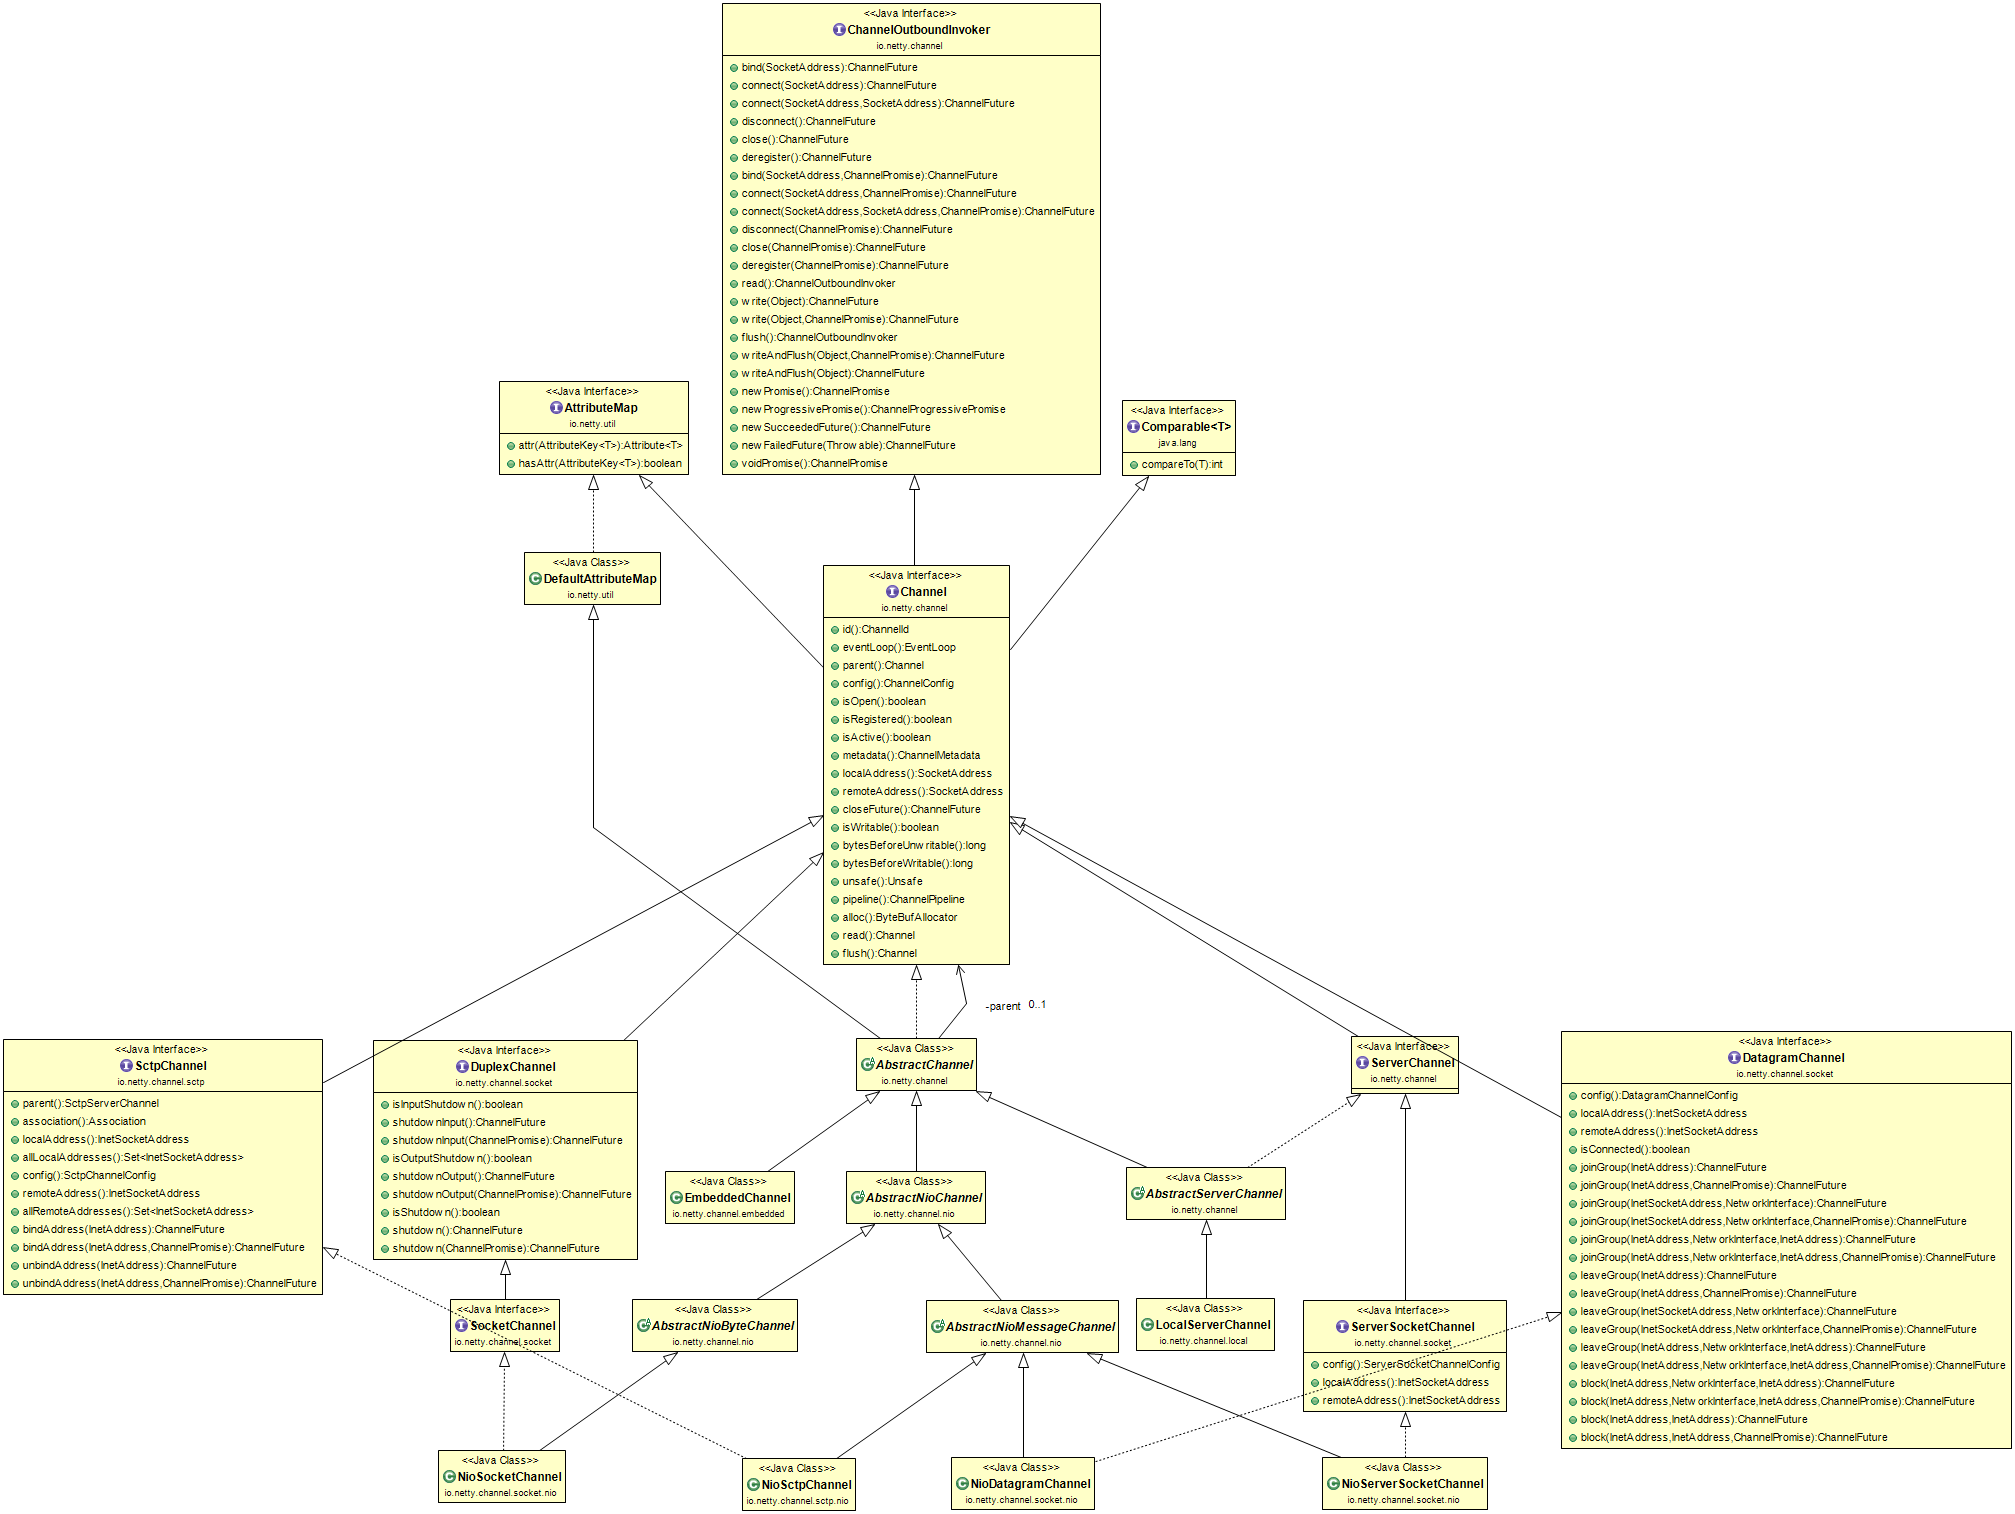 <<Java Interface>>
ChannelOutboundInvoker
io.netty.channel
bind(SocketAddress):ChannelFuture
connect(SocketAddress):ChannelFuture
connect(SocketAddress,SocketAddress):ChannelFuture
disconnect():ChannelFuture
close():ChannelFuture
deregister():ChannelFuture
bind(SocketAddress,ChannelPromise):ChannelFuture
connect(SocketAddress,ChannelPromise):ChannelFuture
connect(SocketAddress,SocketAddress,ChannelPromise):ChannelFuture
disconnect(ChannelPromise):ChannelFuture
close(ChannelPromise):ChannelFuture
deregister(ChannelPromise):ChannelFuture
read():ChannelOutboundInvoker
write(Object):ChannelFuture
write(Object,ChannelPromise):ChannelFuture
flush():ChannelOutboundInvoker
writeAndFlush(Object,ChannelPromise):ChannelFuture
writeAndFlush(Object):ChannelFuture
newPromise():ChannelPromise
newProgressivePromise():ChannelProgressivePromise
newSucceededFuture():ChannelFuture
newFailedFuture(Throwable):ChannelFuture
voidPromise():ChannelPromise
<<Java Interface>>
AttributeMap
io.netty.util
attr(AttributeKey<T>):Attribute<T>
hasAttr(AttributeKey<T>):boolean
<<Java Interface>>
Comparable<T>
java.lang
compareTo(T):int
<<Java Class>>
DefaultAttributeMap
io.netty.util
<<Java Interface>>
Channel
io.netty.channel
id():ChannelId
eventLoop():EventLoop
parent():Channel
config():ChannelConfig
isOpen():boolean
isRegistered():boolean
isActive():boolean
metadata():ChannelMetadata
localAddress():SocketAddress
remoteAddress():SocketAddress
closeFuture():ChannelFuture
isWritable():boolean
bytesBeforeUnwritable():long
bytesBeforeWritable():long
unsafe():Unsafe
pipeline():ChannelPipeline
alloc():ByteBufAllocator
read():Channel
flush():Channel
-parent 0..1
<<Java Interface>>
SctpChannel
io.netty.channel.sctp
parent():SctpServerChannel
association():Association
localAddress():InetSocketAddress
allLocalAddresses():Set<InetSocketAddress>
config():SctpChannelConfig
remoteAddress():InetSocketAddress
allRemoteAddresses():Set<InetSocketAddress>
bindAddress(InetAddress):ChannelFuture
bindAddress(InetAddress,ChannelPromise):ChannelFuture
unbindAddress(InetAddress):ChannelFuture
unbindAddress(InetAddress,ChannelPromise):ChannelFuture
<<Java Interface>>
DuplexChannel
io.netty.channel.socket
isInputShutdown():boolean
shutdownInput():ChannelFuture
shutdownInput(ChannelPromise):ChannelFuture
isOutputShutdown():boolean
shutdownOutput():ChannelFuture
shutdownOutput(ChannelPromise):ChannelFuture
isShutdown():boolean
shutdown():ChannelFuture
shutdown(ChannelPromise):ChannelFuture
<<Java Class>>
AbstractChannel
io.netty.channel
<<Java Interface>>
ServerChannel
io.netty.channel
<<Java Interface>>
DatagramChannel
io.netty.channel.socket
config():DatagramChannelConfig
localAddress():InetSocketAddress
remoteAddress():InetSocketAddress
isConnected():boolean
joinGroup(InetAddress):ChannelFuture
joinGroup(InetAddress,ChannelPromise):ChannelFuture
joinGroup(InetSocketAddress,NetworkInterface):ChannelFuture
joinGroup(InetSocketAddress,NetworkInterface,ChannelPromise):ChannelFuture
joinGroup(InetAddress,NetworkInterface,InetAddress):ChannelFuture
joinGroup(InetAddress,NetworkInterface,InetAddress,ChannelPromise):ChannelFuture
leaveGroup(InetAddress):ChannelFuture
leaveGroup(InetAddress,ChannelPromise):ChannelFuture
leaveGroup(InetSocketAddress,NetworkInterface):ChannelFuture
leaveGroup(InetSocketAddress,NetworkInterface,ChannelPromise):ChannelFuture
leaveGroup(InetAddress,NetworkInterface,InetAddress):ChannelFuture
leaveGroup(InetAddress,NetworkInterface,InetAddress,ChannelPromise):ChannelFuture
block(InetAddress,NetworkInterface,InetAddress):ChannelFuture
block(InetAddress,NetworkInterface,InetAddress,ChannelPromise):ChannelFuture
block(InetAddress,InetAddress):ChannelFuture
block(InetAddress,InetAddress,ChannelPromise):ChannelFuture
<<Java Class>>
EmbeddedChannel
io.netty.channel.embedded
<<Java Class>>
AbstractNioChannel
io.netty.channel.nio
<<Java Class>>
AbstractServerChannel
io.netty.channel
<<Java Interface>>
SocketChannel
io.netty.channel.socket
<<Java Class>>
AbstractNioByteChannel
io.netty.channel.nio
<<Java Class>>
AbstractNioMessageChannel
io.netty.channel.nio
<<Java Class>>
LocalServerChannel
io.netty.channel.local
<<Java Interface>>
ServerSocketChannel
io.netty.channel.socket
config():ServerSocketChannelConfig
localAddress():InetSocketAddress
remoteAddress():InetSocketAddress
<<Java Class>>
NioSocketChannel
io.netty.channel.socket.nio
<<Java Class>>
NioSctpChannel
io.netty.channel.sctp.nio
<<Java Class>>
NioDatagramChannel
io.netty.channel.socket.nio
<<Java Class>>
NioServerSocketChannel
io.netty.channel.socket.nio